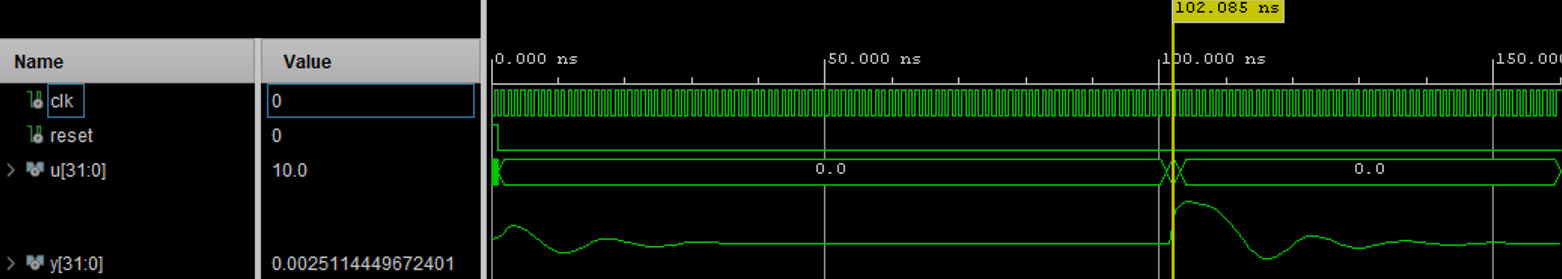 102.085 ns
Name Value
0.000 ns 50.000 ns 100.000 ns 150.00
clk 0
reset 0
u[31:0] 10.0 0.0 0.0
y[31:0] 0.0025114449672401